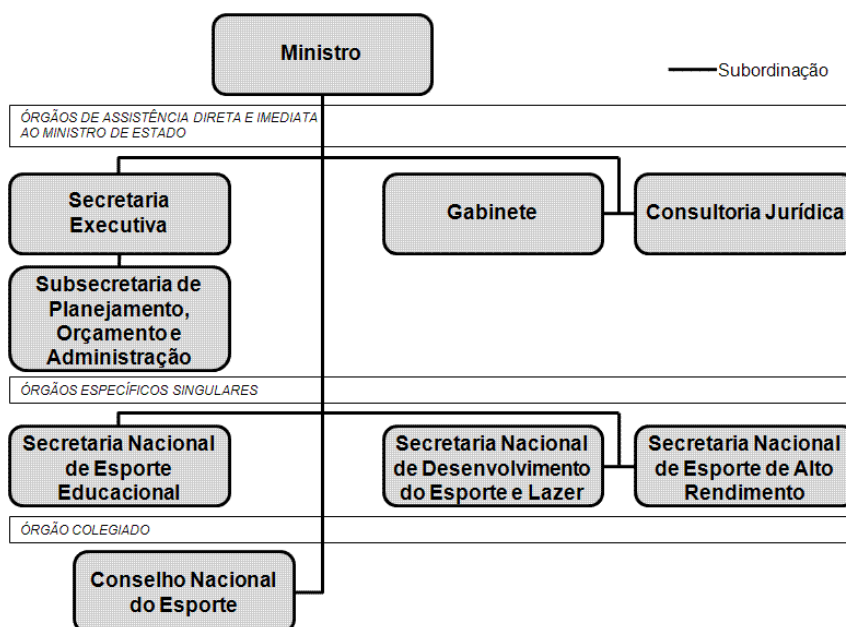 Ministro
Subordinação
ÓRGÃOS DE ASSISTÊNCIA DIRETA E IMEDIATA
AO MINISTRO DE ESTADO
Secretaria
Executiva
Gabinete
Consultoria Jurídica
Subsecretaria de
Planejamento,
Orçamento e
Administração
ÓRGÃOS ESPECÍFICOS SINGULARES
Secretaria Nacional
de Esporte
Educacional
Secretaria Nacional
de Desenvolvimento
do Esporte e Lazer
Secretaria Nacional
de Esporte de Alto
Rendimento
ÓRGÃO COLEGIADO
Conselho Nacional
do Esporte